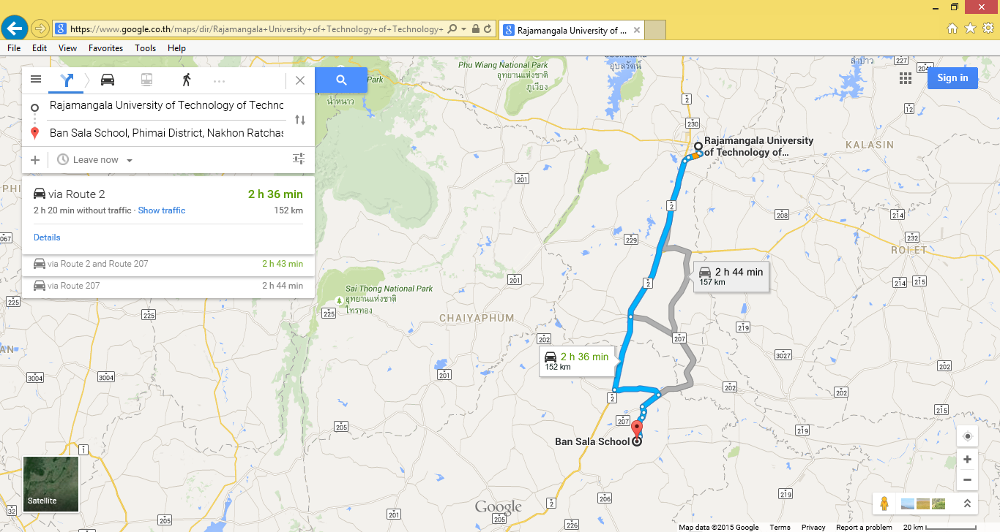 https://www.google.co.th/maps/dir/Rajamangala+University+of+Technology+of+Technology+
Rajamangala University of ...
File Edit View Favorites Tools Help
Rajamangala University of Technology of Techno
Ban Sala School, Phimai District, Nakhon Ratchas
Leave now
via Route 2 2 h 36 min
2 h 20 min without traffic · Show traffic 152 km
Details
via Route 2 and Route 207 2 h 43 min
via Route 207 2 h 44 min
Sign in
Park
น้ำหนาว
Phu Wiang National Park
อุทยานแห่งชาติ
ภูเวียง
อุบลรัตน์
ลำปาว
227
2
12
230
Rajamangala University
of Technology of...
KALASIN
201
2
208
214
229
232
ROI ET
2 h 44 min
157 km
201
2
214
215
Sai Thong National Park
อุทยานแห่งชาติ
ไทรทอง
225
225
225
CHAIYAPHUM
219
202
207
2 h 36 min
152 km
3027
202
3004
3004
201
202
202
2
215
207
205
219
Ban Sala School
1
Satellite
219
32
205
201
Google
2
206
205
226
Map data ©2015 Google Terms Privacy Report a problem 20 km